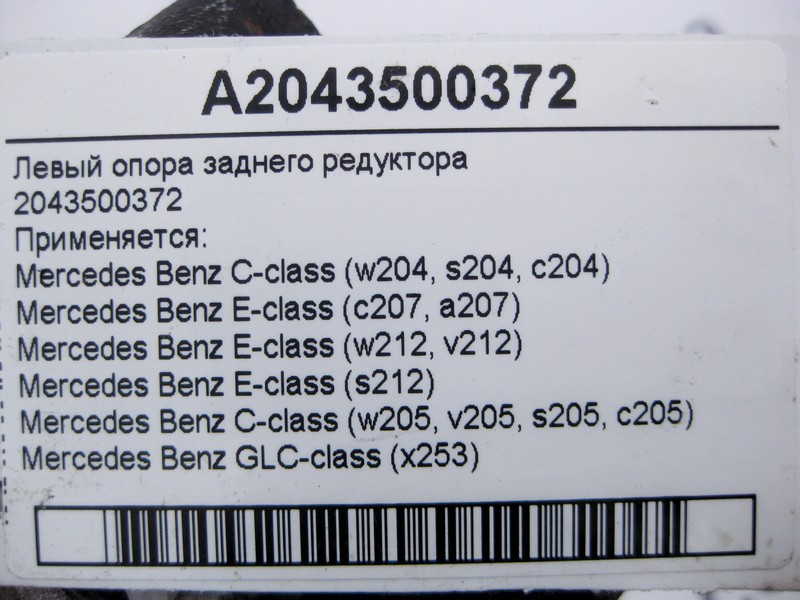 A2043500372
Левый опора заднего редуктора
2043500372
Применяется:
Mercedes Benz C-class (w204, s204, c204)
Mercedes Benz E-class (c207, a207)
Mercedes Benz E-class (w212, v212)
Mercedes Benz E-class (s212)
Mercedes Benz C-class (w205, v205, s205, c205)
Mercedes Benz GLC-class (x253)